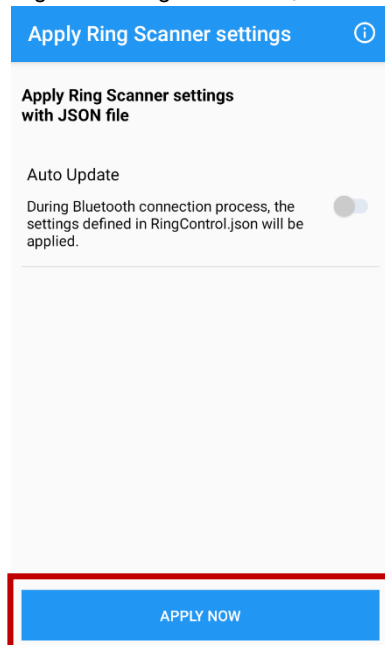 Apply Ring Scanner settings
Apply Ring Scanner settings
with JSON file
Auto Update
During Bluetooth connection process, the
settings defined in RingControl.json will be
applied.
APPLY NOW